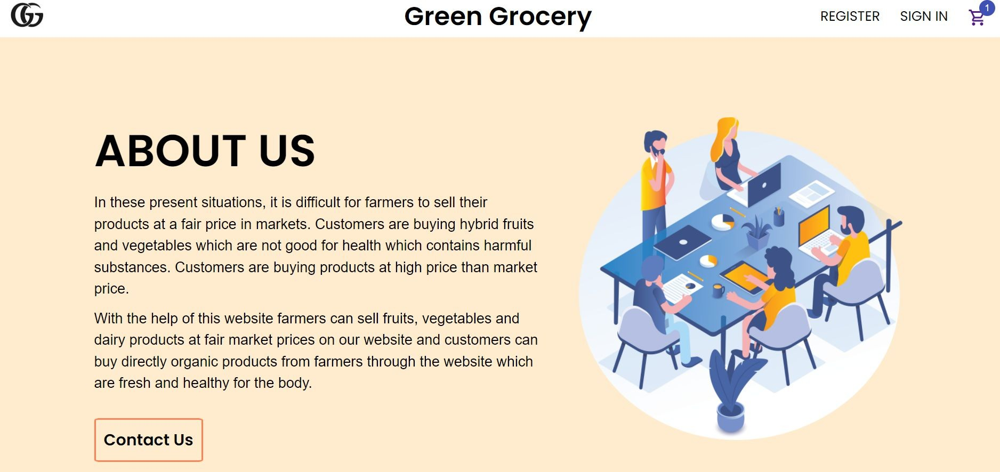 GG
Green Grocery
REGISTER
SIGN IN
1
ABOUT US
In these present situations, it is difficult for farmers to sell their
products at a fair price in markets. Customers are buying hybrid fruits
and vegetables which are not good for health which contains harmful
substances. Customers are buying products at high price than market
price.
With the help of this website farmers can sell fruits, vegetables and
dairy products at fair market prices on our website and customers can
buy directly organic products from farmers through the website which
are fresh and healthy for the body.
Contact Us